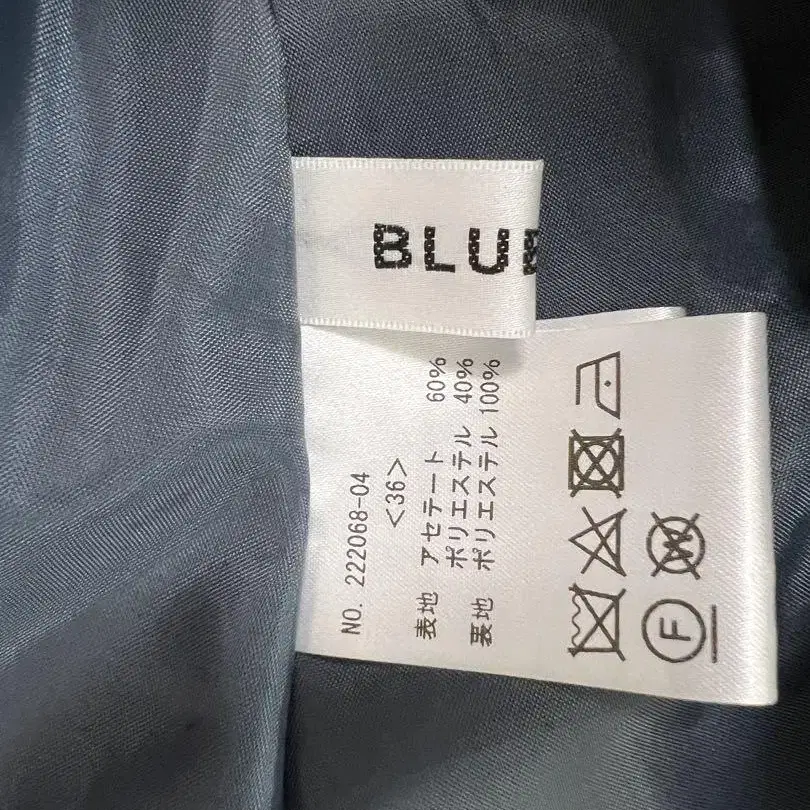 BLUE
NO. 222068-04
<36>
表地 アセテート 60%
ポリエステル 40%
裏地 ポリエステル 100%
W
F